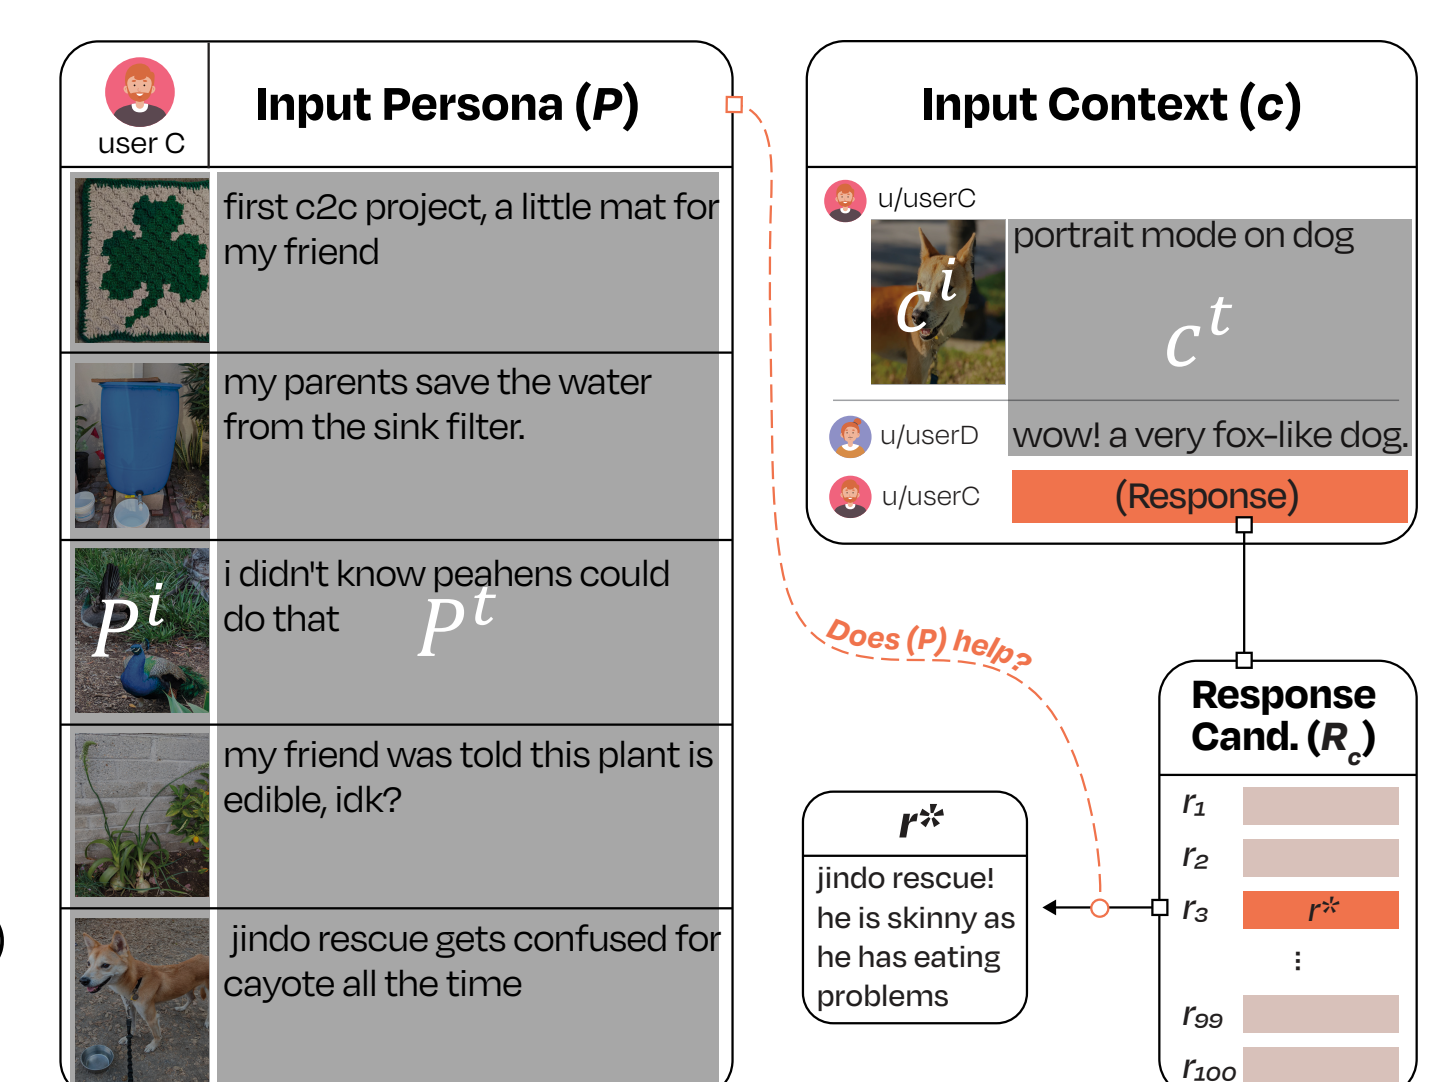 user C
Input Persona (P)
first c2c project, a little mat for
my friend
my parents save the water
from the sink filter.
i didn't know peahens could
do that
P^i
P^t
my friend was told this plant is
edible, idk?
jindo rescue gets confused for
cayote all the time
)
Input Context (c)
u/userC
portrait mode on dog
c^i
c^t
u/userD
wow! a very fox-like dog.
u/userC
(Response)
Does (P) help?
r*
jindo rescue!
he is skinny as
he has eating
problems
Response
Cand. (R_c)
r₁
r₂
r₃
r*
⋮
r₉₉
r₁₀₀